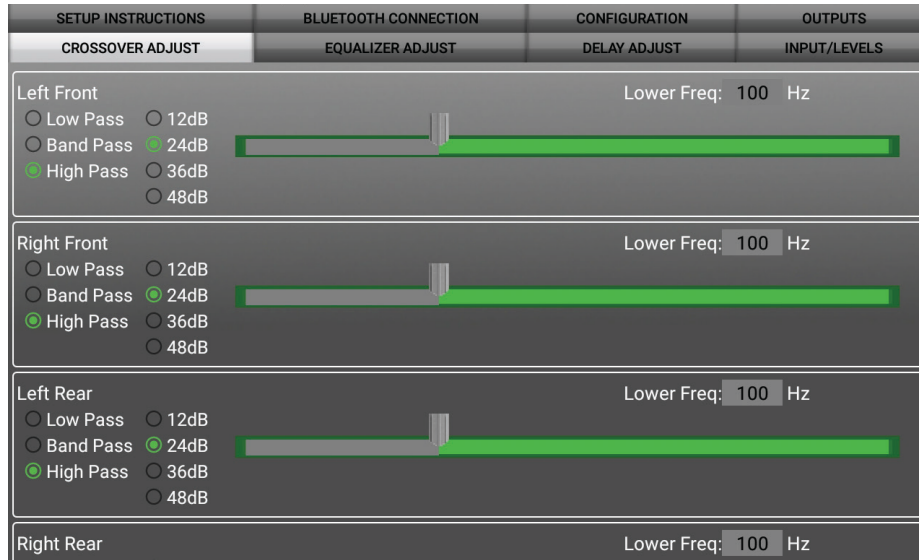 SETUP INSTRUCTIONS BLUETOOTH CONNECTION CONFIGURATION OUTPUTS
CROSSOVER ADJUST EQUALIZER ADJUST DELAY ADJUST INPUT/LEVELS
Left Front Lower Freq: 100 Hz
Low Pass 12dB
Band Pass 24dB
High Pass 36dB
48dB
Right Front Lower Freq: 100 Hz
Low Pass 12dB
Band Pass 24dB
High Pass 36dB
48dB
Left Rear Lower Freq: 100 Hz
Low Pass 12dB
Band Pass 24dB
High Pass 36dB
48dB
Right Rear Lower Freq: 100 Hz